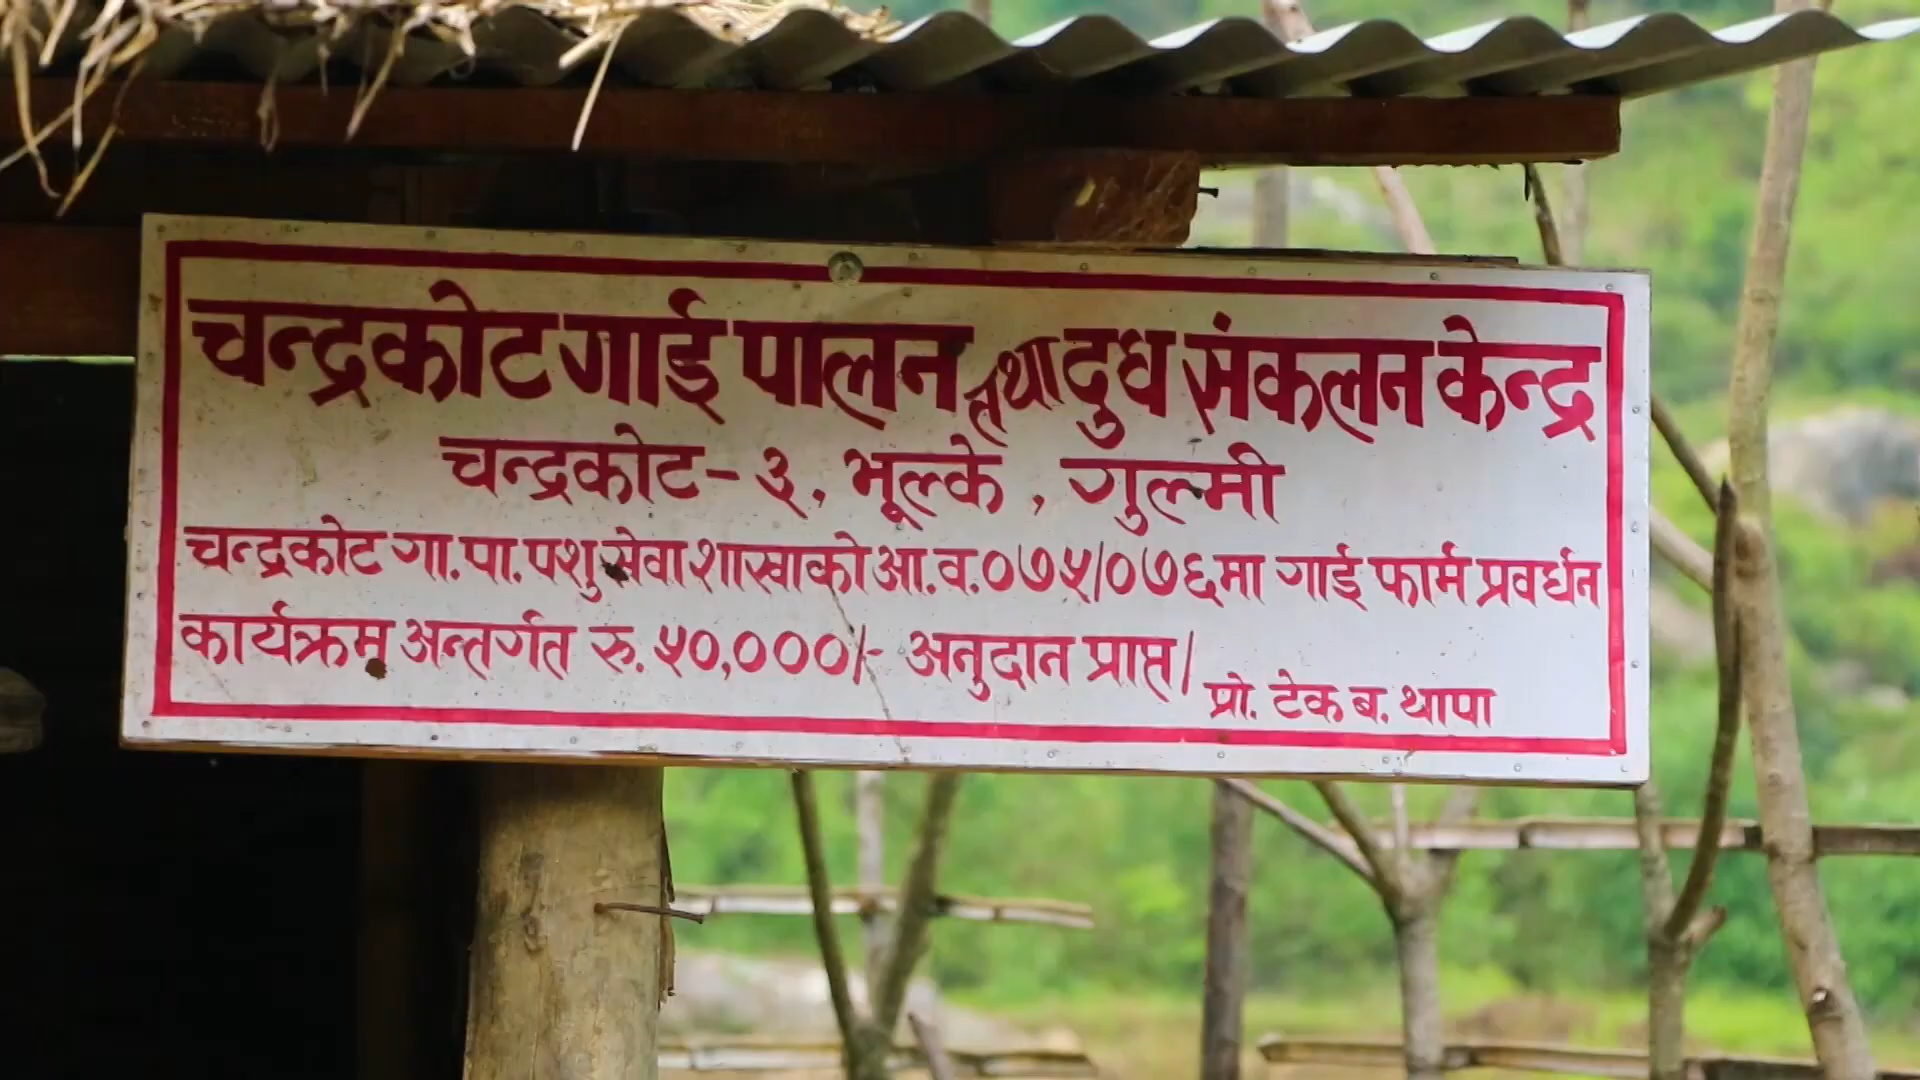 चन्द्रकोट गाई पालन तथा दुध संकलन केन्द्र
चन्द्रकोट - ३, भूल्के, गुल्मी
चन्द्रकोट गा.पा. पशु सेवा शाखाको आ.व. ०७५/०७६ मा गाई फार्म प्रवर्धन
कार्यक्रम अन्तर्गत रु. ५०,०००/- अनुदान प्राप्त/
प्रो. टेक ब. थापा